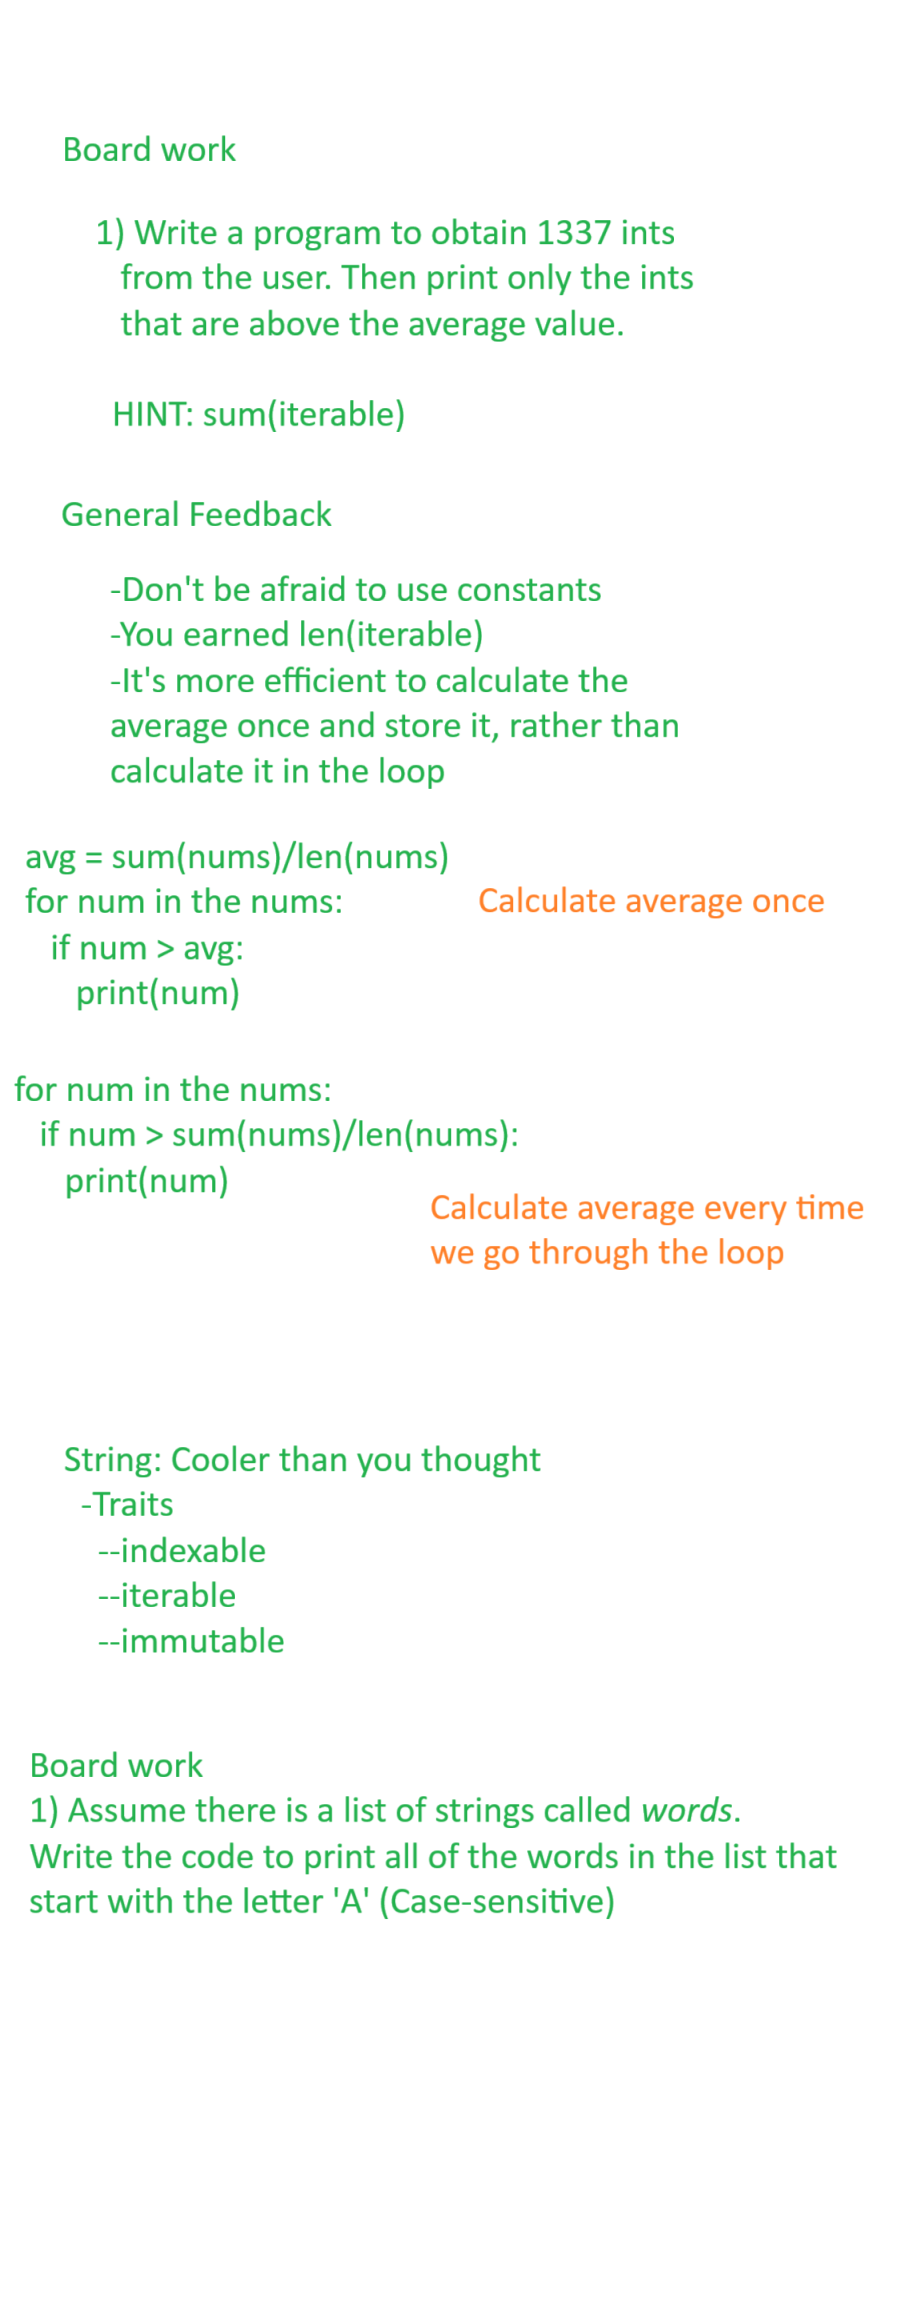 Board work
1) Write a program to obtain 1337 ints
from the user. Then print only the ints
that are above the average value.
HINT: sum(iterable)
General Feedback
-Don't be afraid to use constants
-You earned len(iterable)
-It's more efficient to calculate the
average once and store it, rather than
calculate it in the loop
avg = sum(nums)/len(nums)
for num in the nums:
Calculate average once
if num > avg:
print(num)
for num in the nums:
if num > sum(nums)/len(nums):
print(num)
Calculate average every time
we go through the loop
String: Cooler than you thought
-Traits
--indexable
--iterable
--immutable
Board work
1) Assume there is a list of strings called words.
Write the code to print all of the words in the list that
start with the letter 'A' (Case-sensitive)